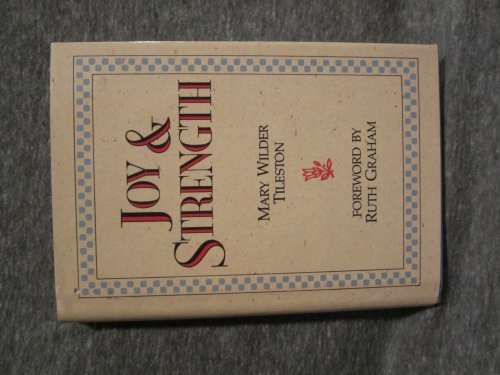 JOY &
STRENGTH
MARY WILDER
TILESTON
FOREWORD BY
RUTH GRAHAM